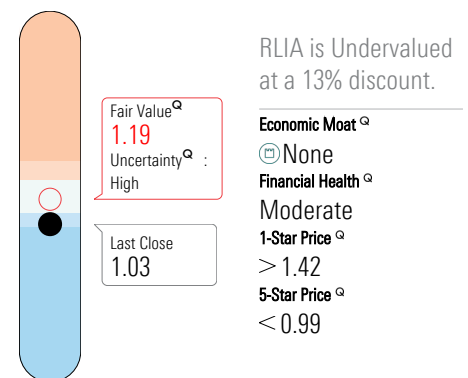 Fair Value Q
1.19
Uncertainty Q :
High
Last Close
1.03
RLIA is Undervalued
at a 13% discount.
Economic Moat Q
None
Financial Health Q
Moderate
1-Star Price Q
>1.42
5-Star Price Q
<0.99